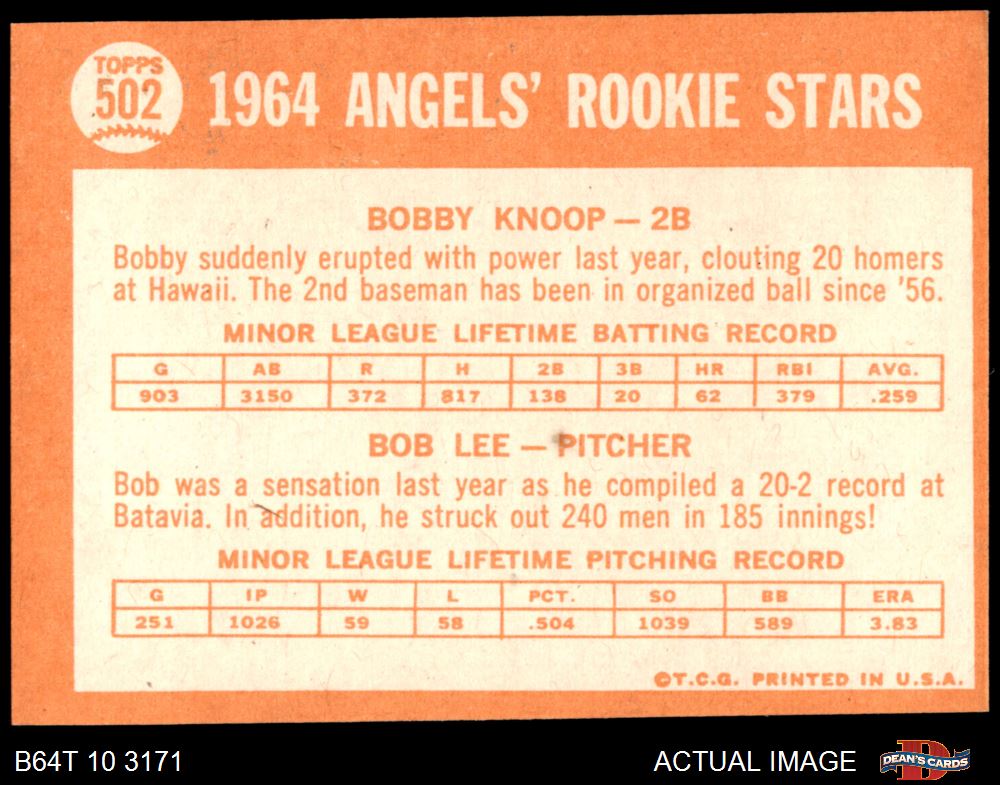 TOPPS
502
1964 ANGELS' ROOKIE STARS
BOBBY KNOOP — 2B
Bobby suddenly erupted with power last year, clouting 20 homers
at Hawaii. The 2nd baseman has been in organized ball since '56.
MINOR LEAGUE LIFETIME BATTING RECORD
G AB R H 2B 3B HR RBI AVG.
903 3150 372 817 138 20 62 379 .259
BOB LEE — PITCHER
Bob was a sensation last year as he compiled a 20-2 record at
Batavia. In addition, he struck out 240 men in 185 innings!
MINOR LEAGUE LIFETIME PITCHING RECORD
G IP W L PCT. SO BB ERA
251 1026 59 58 .504 1039 589 3.83
©T.C.G. PRINTED IN U.S.A.
B64T 10 3171 ACTUAL IMAGE
DEAN'S CARDS